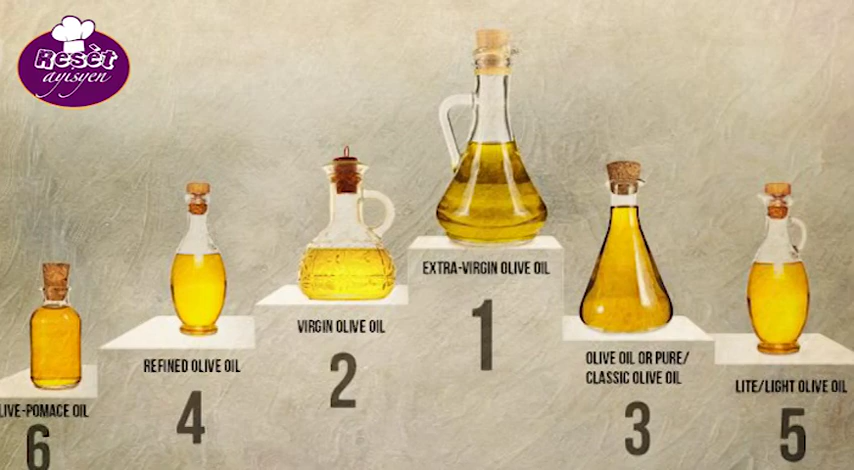 Resèt
ayisyen
EXTRA-VIRGIN OLIVE OIL
1
VIRGIN OLIVE OIL
2
OLIVE OIL OR PURE/
CLASSIC OLIVE OIL
3
REFINED OLIVE OIL
4
LITE/LIGHT OLIVE OIL
5
LIVE-POMACE OIL
6